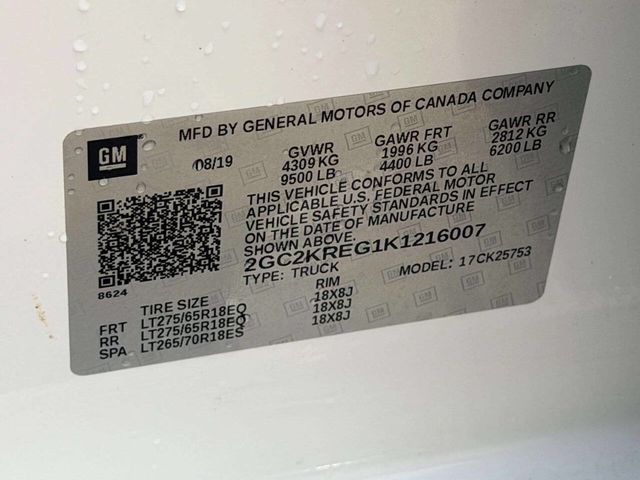 MFD BY GENERAL MOTORS OF CANADA COMPANY
GM
08/19 GVWR GAWR FRT GAWR RR
4309 KG 1996 KG 2812 KG
9500 LB 4400 LB 6200 LB
THIS VEHICLE CONFORMS TO ALL
APPLICABLE U.S. FEDERAL MOTOR
VEHICLE SAFETY STANDARDS IN EFFECT
ON THE DATE OF MANUFACTURE
SHOWN ABOVE.
2GC2KREG1K1216007
TYPE: TRUCK MODEL: 17CK25753
8624
TIRE SIZE RIM
FRT LT275/65R18EQ 18X8J
RR LT275/65R18EQ 18X8J
SPA LT265/70R18ES 18X8J